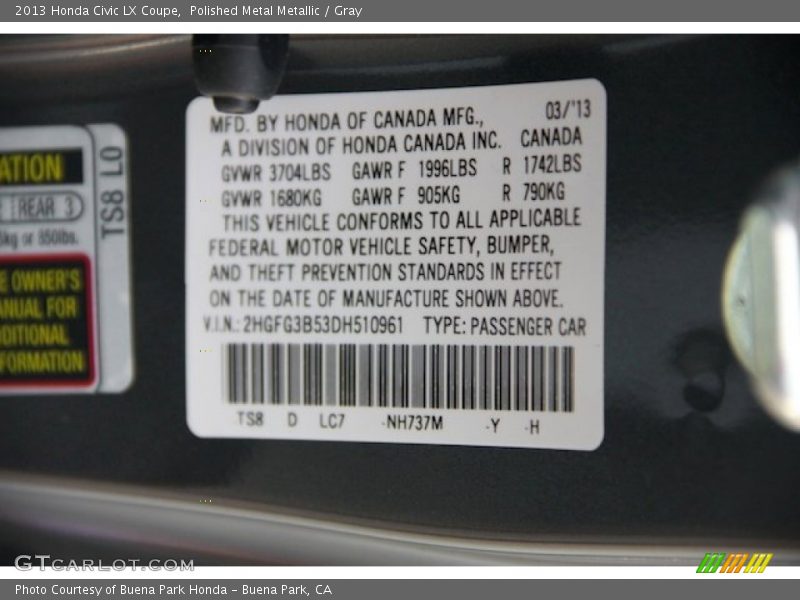 2013 Honda Civic LX Coupe, Polished Metal Metallic / Gray
MFD. BY HONDA OF CANADA MFG., 03/'13
A DIVISION OF HONDA CANADA INC. CANADA
GVWR 3704LBS GAWR F 1996LBS R 1742LBS
GVWR 1680KG GAWR F 905KG R 790KG
THIS VEHICLE CONFORMS TO ALL APPLICABLE
FEDERAL MOTOR VEHICLE SAFETY, BUMPER,
AND THEFT PREVENTION STANDARDS IN EFFECT
ON THE DATE OF MANUFACTURE SHOWN ABOVE.
V.I.N.: 2HGFG3B53DH510961 TYPE: PASSENGER CAR
TS8 D LC7 -NH737M -Y -H
ATION
REAR 3
kg or 850lbs.
E OWNER'S
ANUAL FOR
DITIONAL
FORMATION
TS8 L0
GTCARLOT.COM
Photo Courtesy of Buena Park Honda – Buena Park, CA